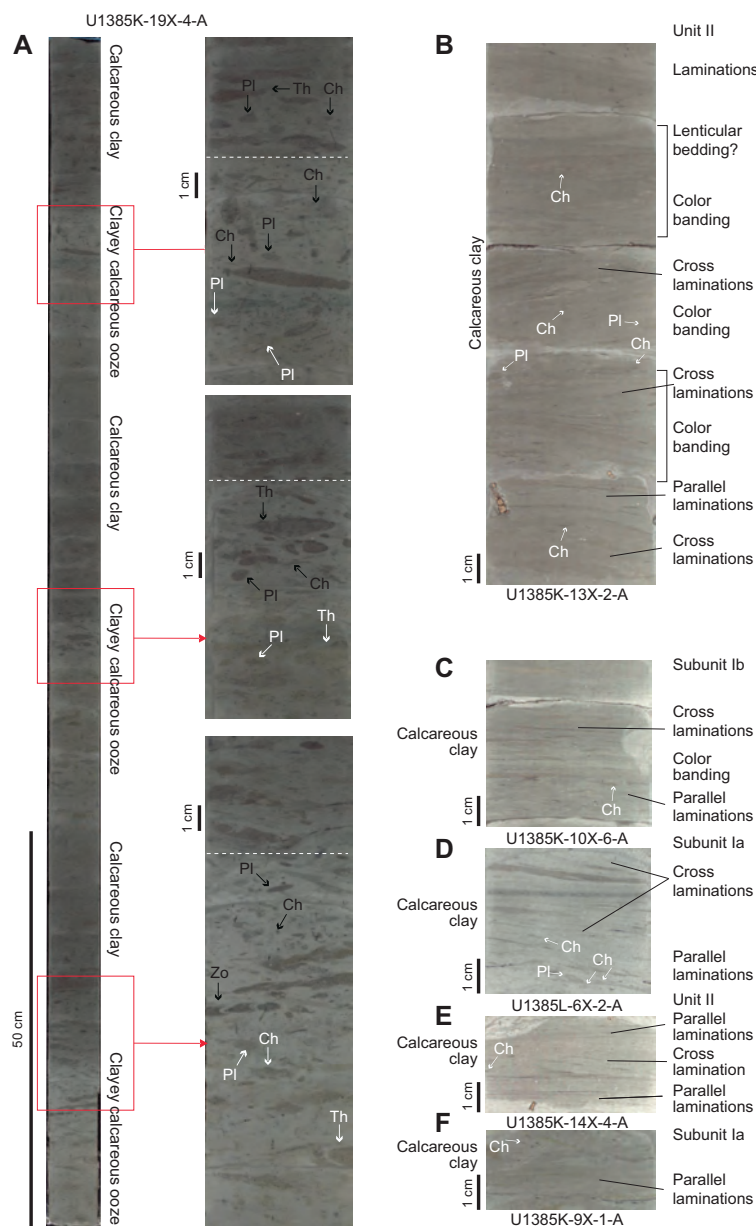 U1385K-19X-4-A
A
Calcareous clay
Clayey calcareous ooze
Calcareous clay
Clayey calcareous ooze
Calcareous clay
Clayey calcareous ooze
50 cm
Pl
Th
Ch
1 cm
Ch
Pl
Ch
Pl
Pl
Th
1 cm
Ch
Pl
Th
Pl
1 cm
Pl
Ch
Zo
Ch
Pl
Th
B
Unit II
Laminations
Lenticular
bedding?
Ch
Color
banding
Calcareous clay
Cross
laminations
Pl
Color
banding
Ch
Ch
Pl
Cross
laminations
Color
banding
Parallel
laminations
Ch
Cross
laminations
1 cm
U1385K-13X-2-A
C
Subunit Ib
Cross
laminations
Calcareous
clay
Color
banding
Ch
Parallel
laminations
1 cm
U1385K-10X-6-A
D
Subunit Ia
Cross
laminations
Calcareous
clay
Ch
Ch
Pl
Parallel
laminations
1 cm
U1385L-6X-2-A
E
Unit II
Parallel
laminations
Calcareous
clay
Ch
Cross
lamination
Parallel
laminations
1 cm
U1385K-14X-4-A
F
Subunit Ia
Calcareous
clay
Ch
Parallel
laminations
1 cm
U1385K-9X-1-A